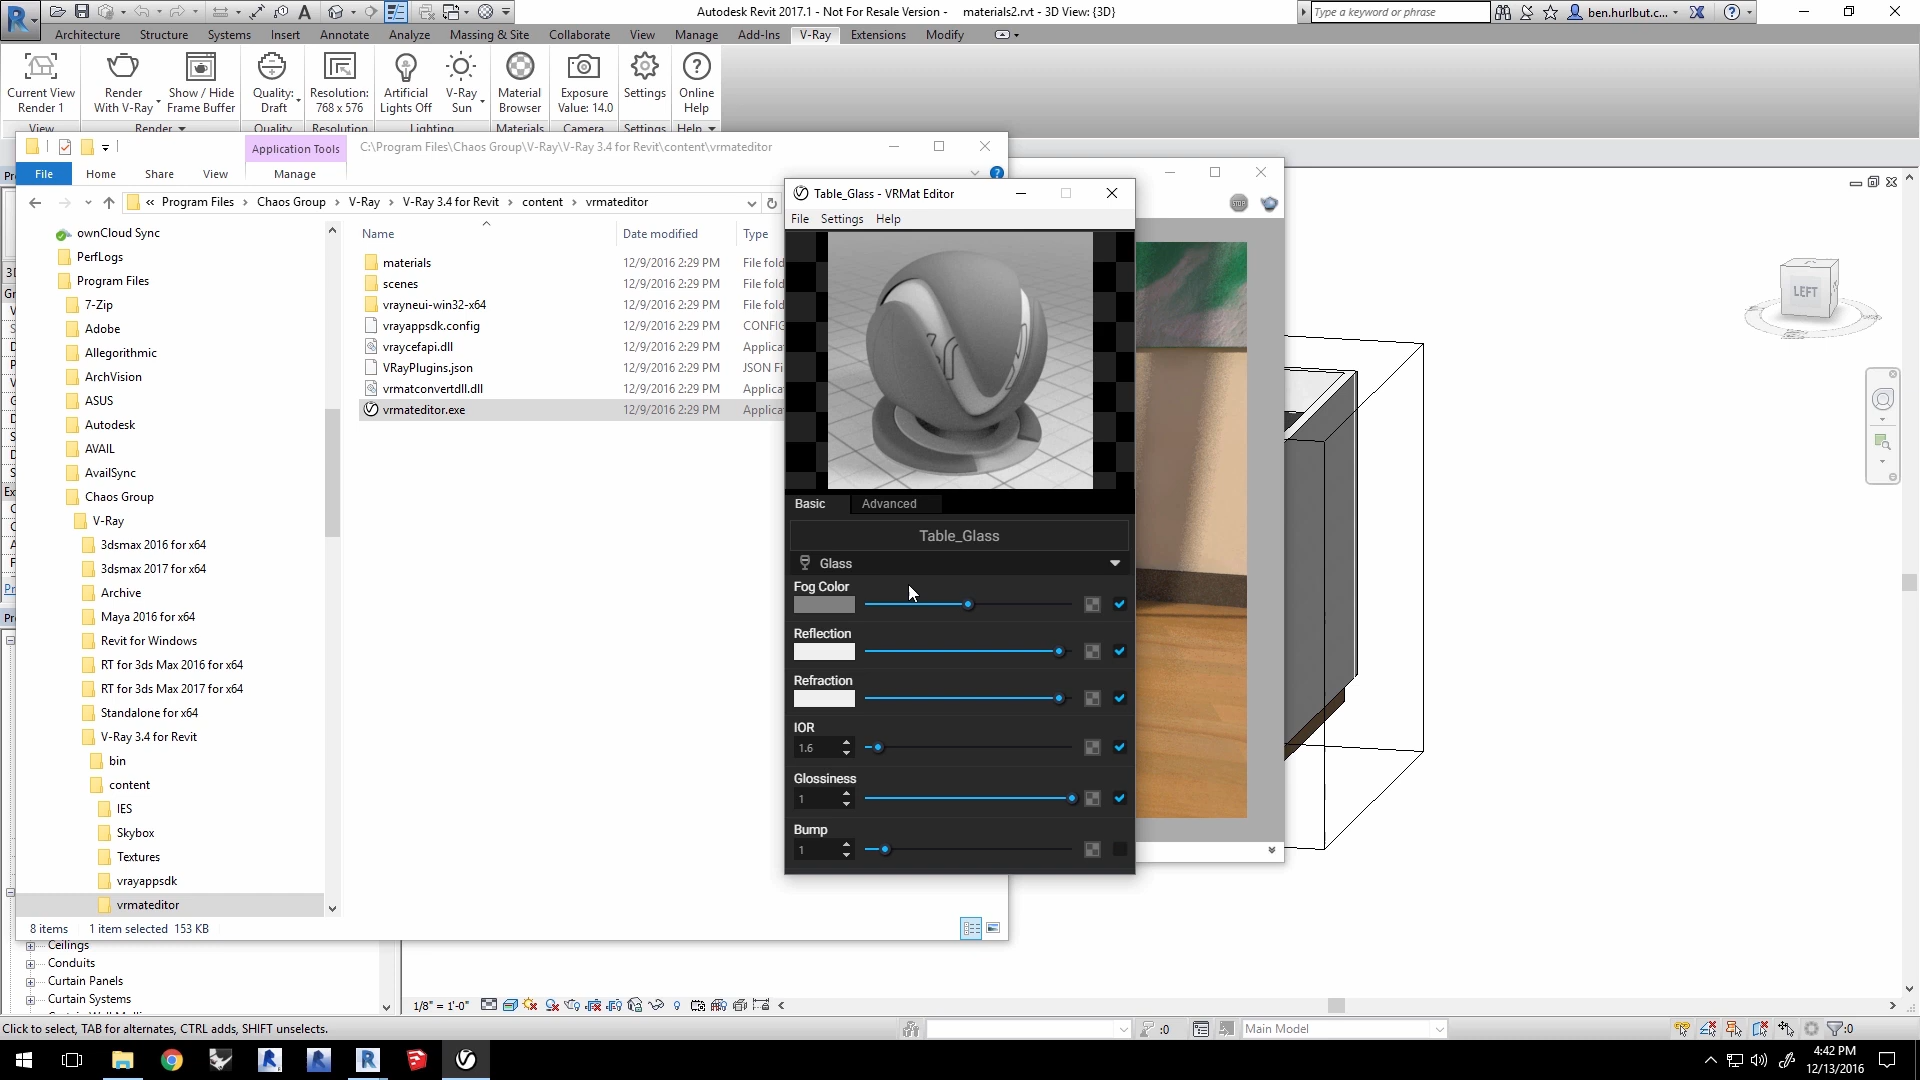 Autodesk Revit 2017.1 - Not For Resale Version - materials2.rvt - 3D View: {3D}
Type a keyword or phrase
ben.hurlbut.c...
Architecture Structure Systems Insert Annotate Analyze Massing & Site Collaborate View Manage Add-Ins V-Ray Extensions Modify
Current View
Render 1
Render
With V-Ray
Show / Hide
Frame Buffer
Quality:
Draft
Resolution:
768 x 576
Artificial
Lights Off
V-Ray
Sun
Material
Browser
Exposure
Value: 14.0
Settings
Online
Help
View Render Quality Resolution Lighting Materials Camera Settings Help
Application Tools
C:\Program Files\Chaos Group\V-Ray\V-Ray 3.4 for Revit\content\vrmateditor
File Home Share View Manage
« Program Files > Chaos Group > V-Ray > V-Ray 3.4 for Revit > content > vrmateditor
ownCloud Sync
PerfLogs
Program Files
7-Zip
Adobe
Allegorithmic
ArchVision
ASUS
Autodesk
AVAIL
AvailSync
Chaos Group
V-Ray
3dsmax 2016 for x64
3dsmax 2017 for x64
Archive
Maya 2016 for x64
Revit for Windows
RT for 3ds Max 2016 for x64
RT for 3ds Max 2017 for x64
Standalone for x64
V-Ray 3.4 for Revit
bin
content
IES
Skybox
Textures
vrayappsdk
vrmateditor
Name Date modified Type
materials 12/9/2016 2:29 PM File fold
scenes 12/9/2016 2:29 PM File fold
vrayneui-win32-x64 12/9/2016 2:29 PM File fold
vrayappsdk.config 12/9/2016 2:29 PM CONFIG
vraycefapi.dll 12/9/2016 2:29 PM Applica
VRayPlugins.json 12/9/2016 2:29 PM JSON Fi
vrmatconvertdll.dll 12/9/2016 2:29 PM Applica
vrmateditor.exe 12/9/2016 2:29 PM Applica
8 items 1 item selected 153 KB
Table_Glass - VRMat Editor
File Settings Help
Basic Advanced
Table_Glass
Glass
Fog Color
Reflection
Refraction
IOR
1.6
Glossiness
1
Bump
1
LEFT
Ceilings
Conduits
Curtain Panels
Curtain Systems
1/8" = 1'-0"
Click to select, TAB for alternates, CTRL adds, SHIFT unselects.
:0
Main Model
:0
4:42 PM
12/13/2016